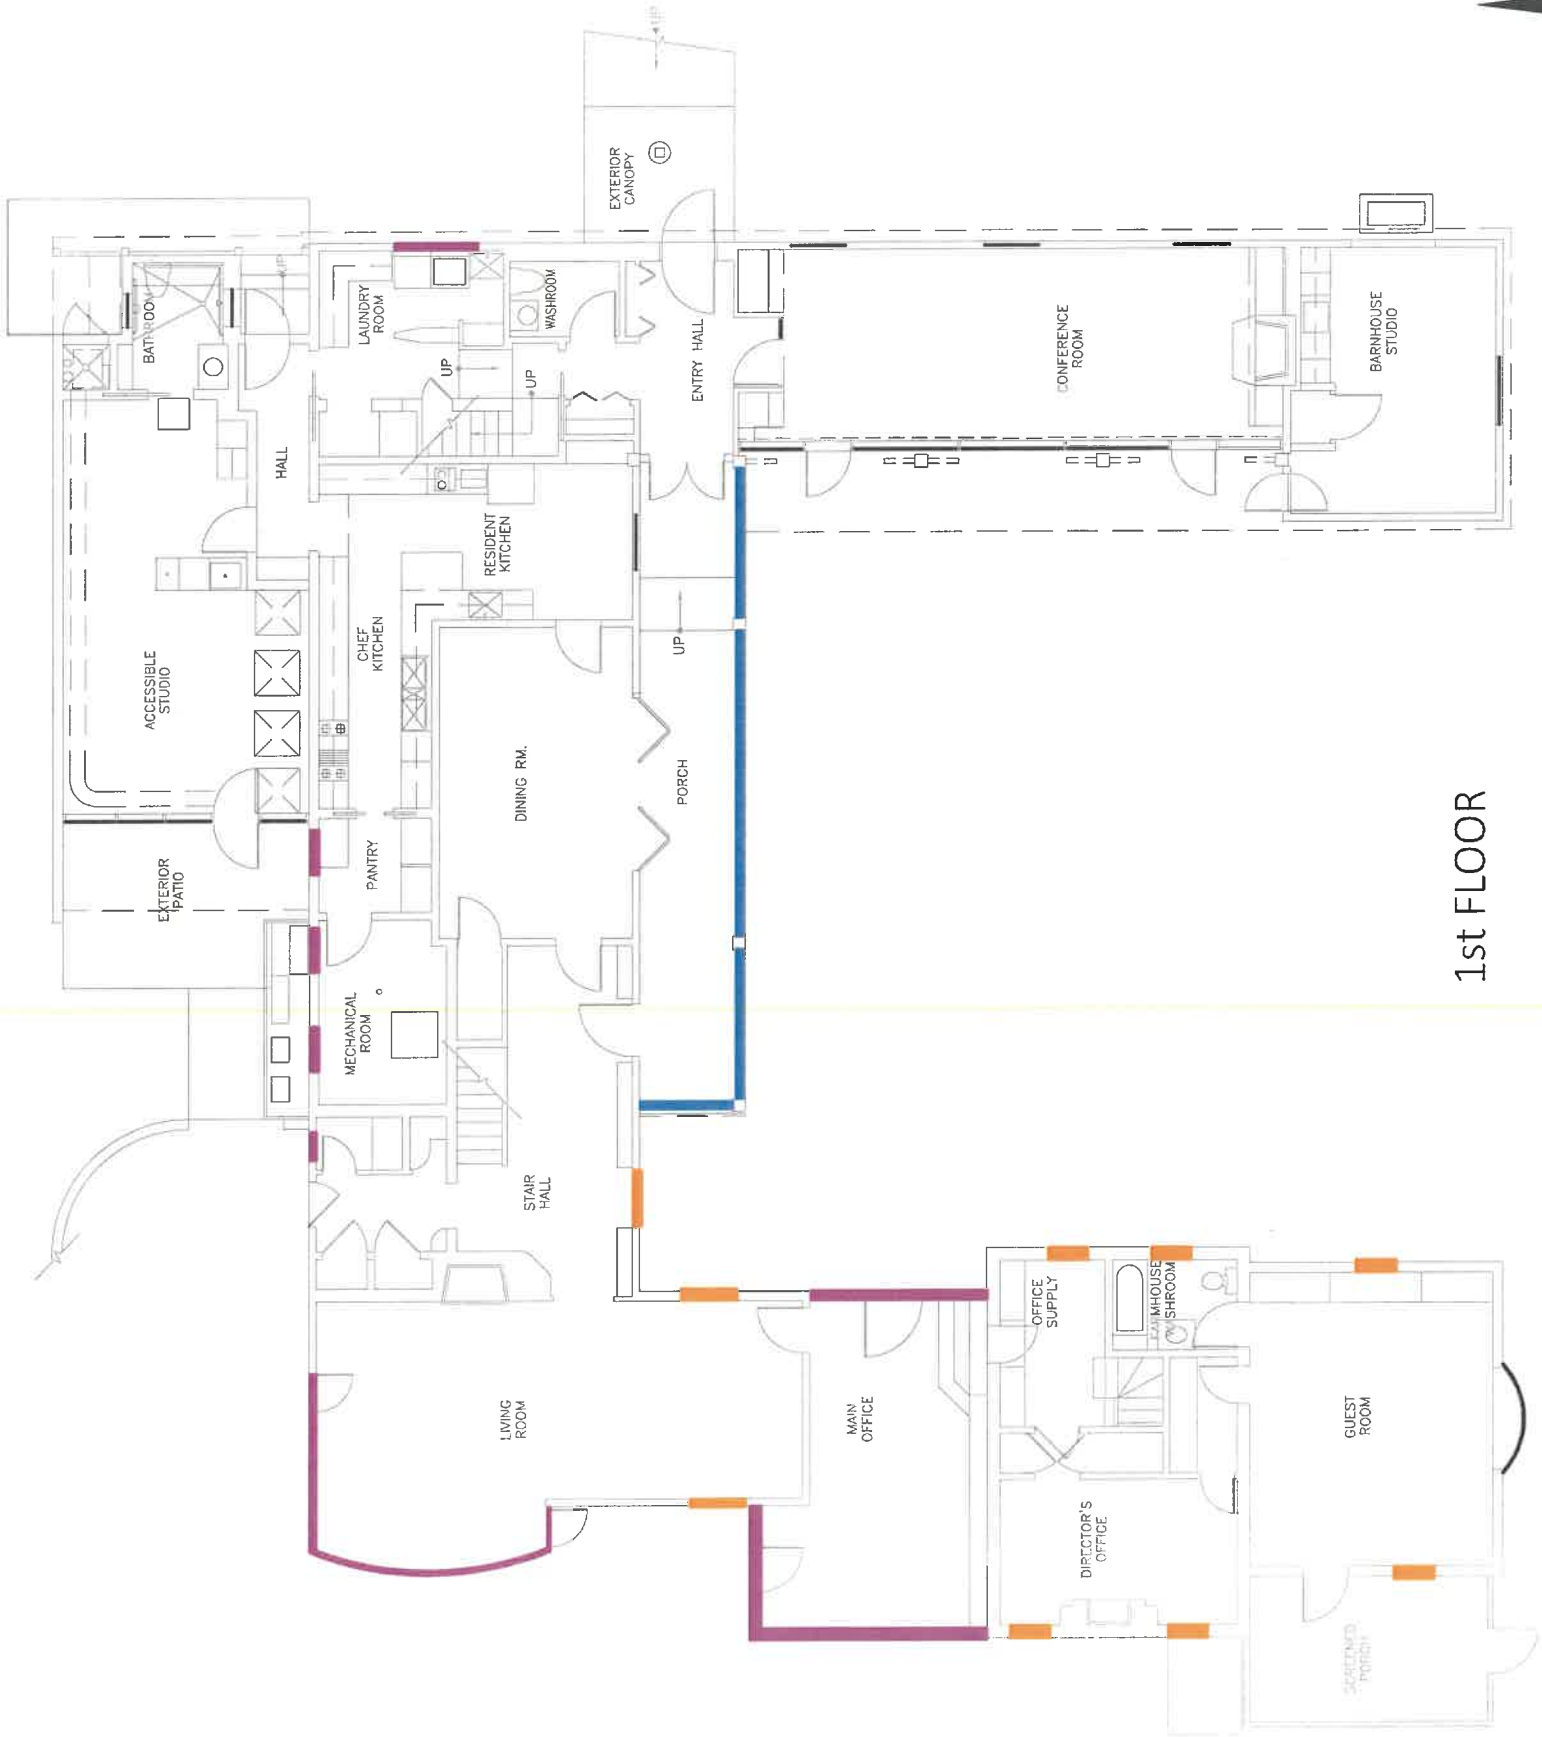 UP
EXTERIOR
CANOPY
BATHROOM
UP
LAUNDRY
ROOM
WASHROOM
UP
UP
ENTRY HALL
CONFERENCE
ROOM
BARNHOUSE
STUDIO
HALL
RESIDENT
KITCHEN
CHEF
KITCHEN
ACCESSIBLE
STUDIO
UP
DINING RM.
PORCH
EXTERIOR
PATIO
PANTRY
MECHANICAL
ROOM
STAIR
HALL
1st FLOOR
LIVING
ROOM
MAIN
OFFICE
OFFICE
SUPPLY
FARMHOUSE
WASHROOM
GUEST
ROOM
DIRECTOR'S
OFFICE
SCREENED
PORCH